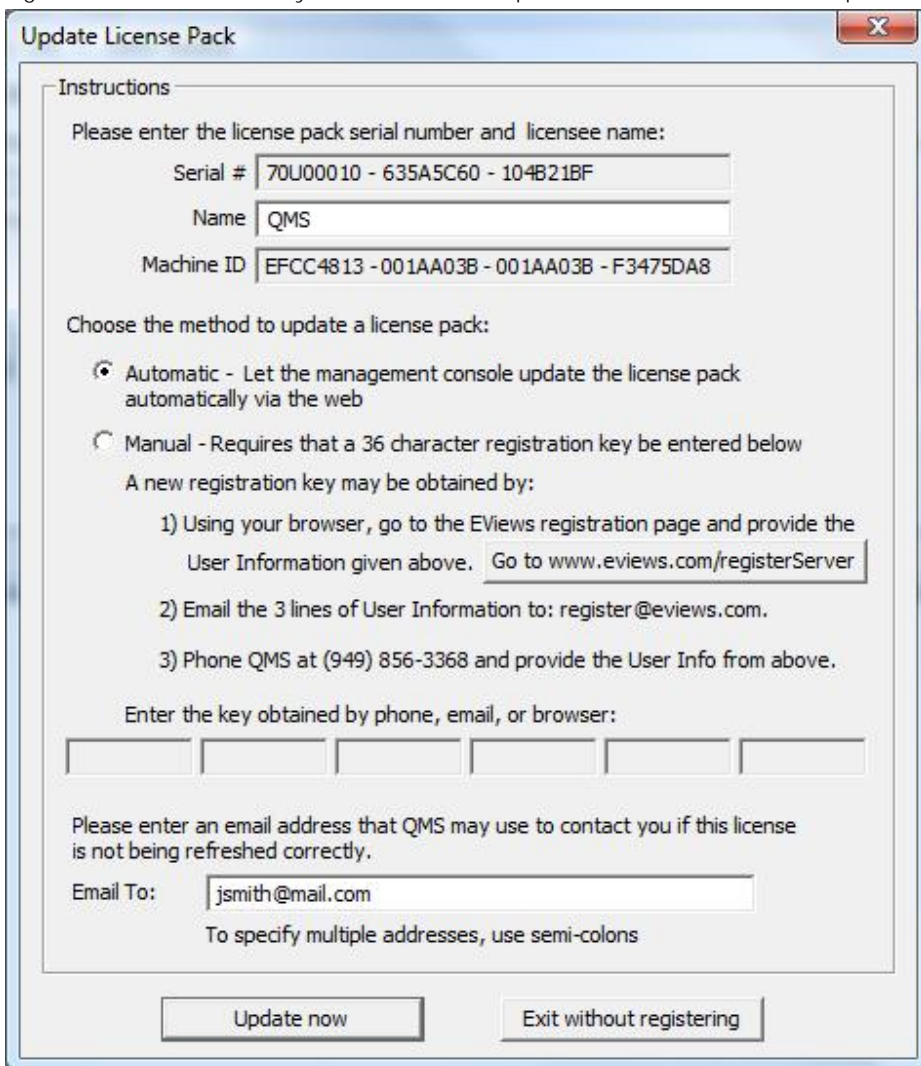 Update License Pack
Instructions
Please enter the license pack serial number and licensee name:
Serial # 70U00010 - 635A5C60 - 104B21BF
Name QMS
Machine ID EFCC4813 - 001AA03B - 001AA03B - F3475DA8
Choose the method to update a license pack:
Automatic - Let the management console update the license pack
automatically via the web
Manual - Requires that a 36 character registration key be entered below
A new registration key may be obtained by:
1) Using your browser, go to the EViews registration page and provide the
User Information given above. Go to www.eviews.com/registerServer
2) Email the 3 lines of User Information to: register@eviews.com.
3) Phone QMS at (949) 856-3368 and provide the User Info from above.
Enter the key obtained by phone, email, or browser:
Please enter an email address that QMS may use to contact you if this license
is not being refreshed correctly.
Email To: jsmith@mail.com
To specify multiple addresses, use semi-colons
Update now Exit without registering